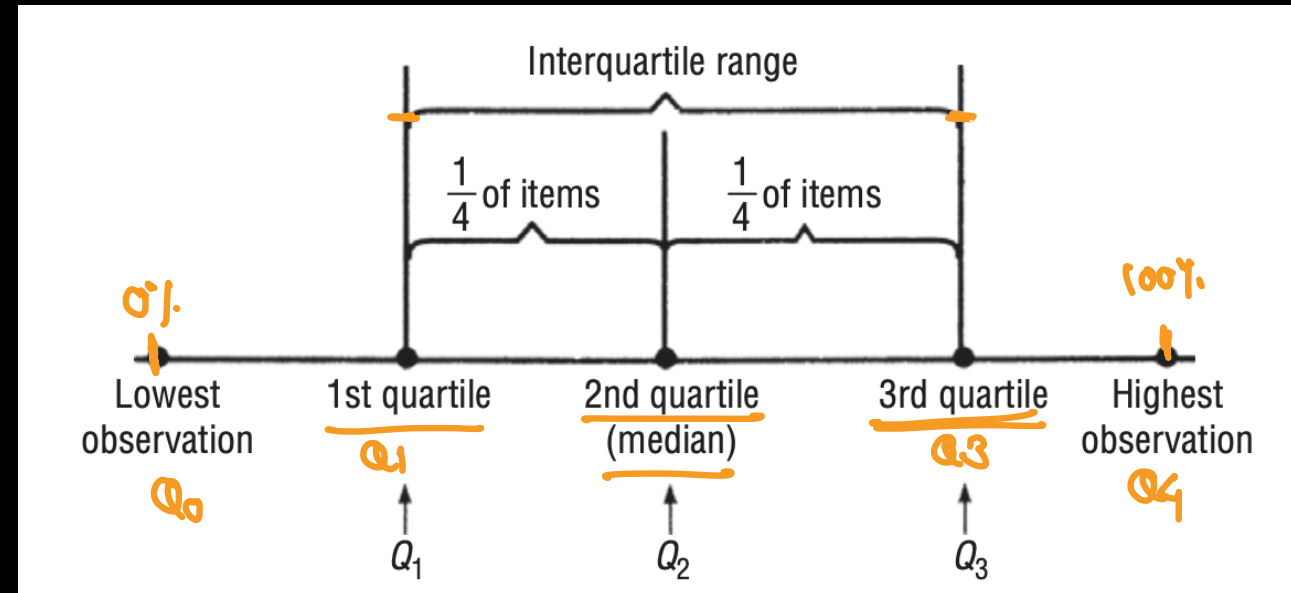 Interquartile range
1/4 of items
1/4 of items
0%
100%
Lowest observation
1st quartile
2nd quartile (median)
3rd quartile
Highest observation
Q0
Q1
Q3
Q4
Q1
Q2
Q3